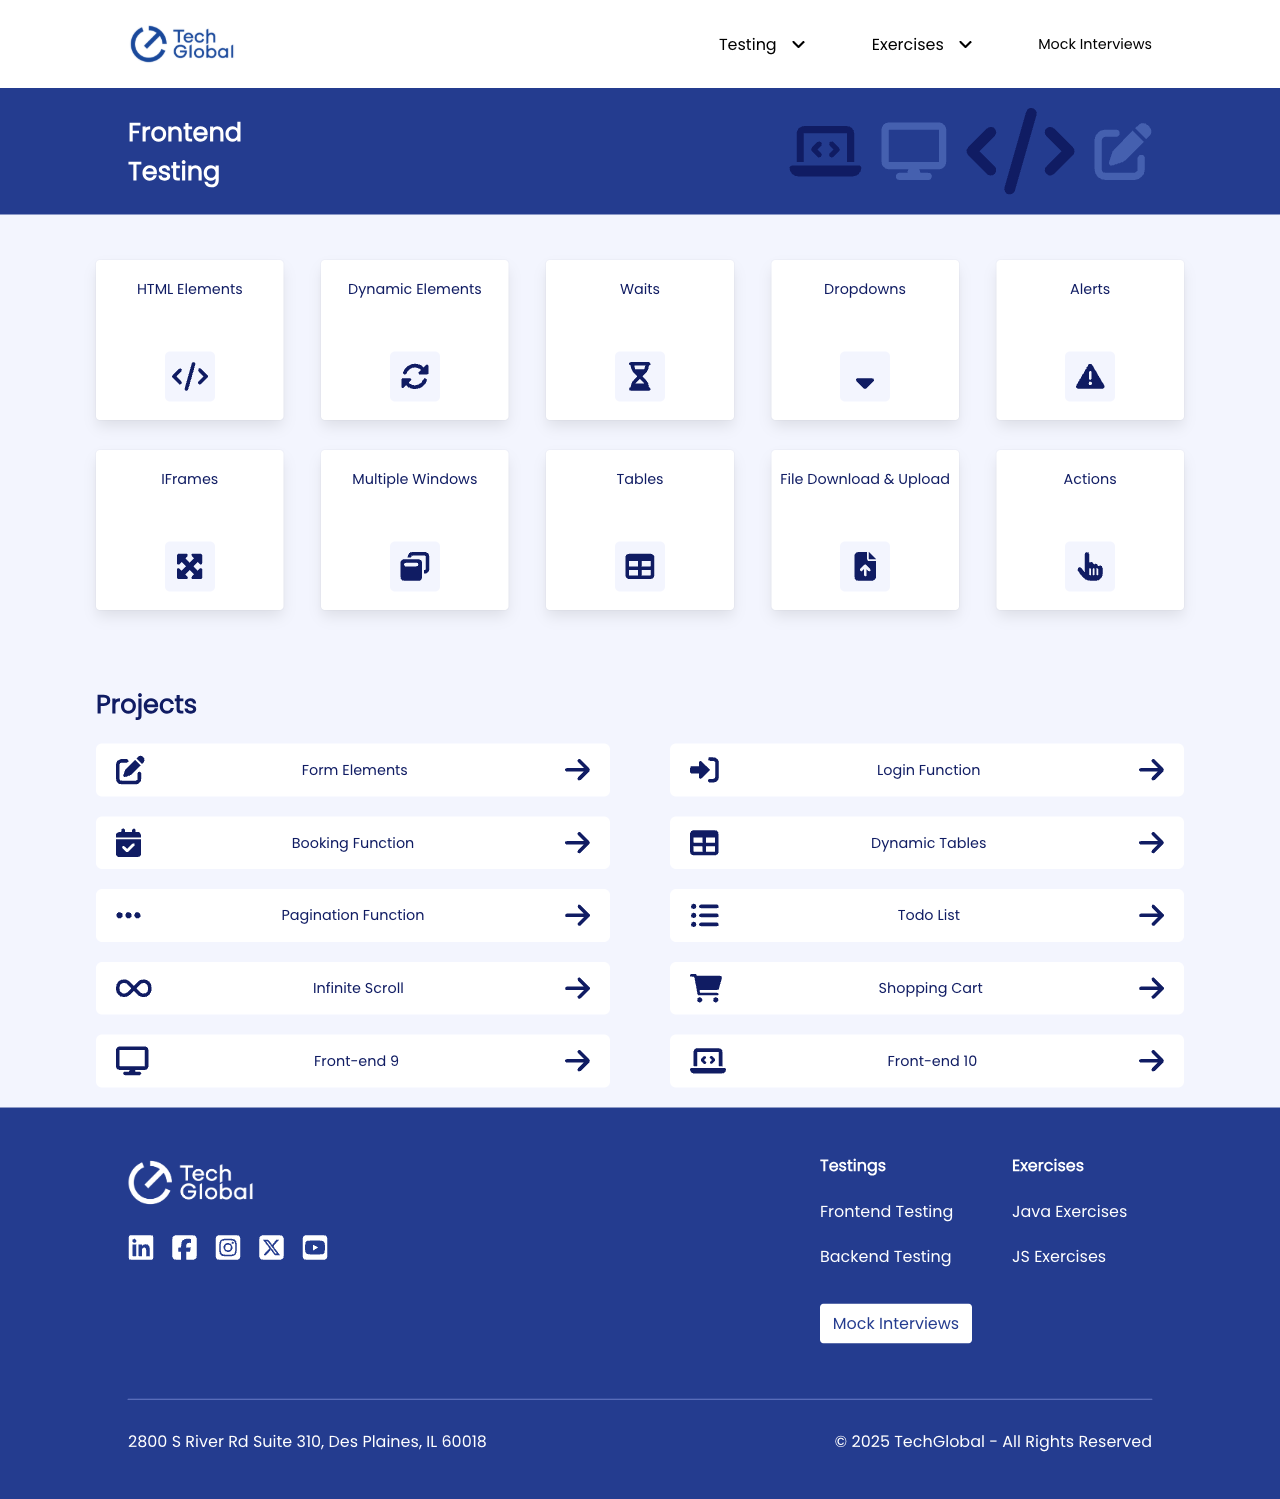 Tech
Global
Testing
Exercises
Mock Interviews
Frontend
Testing
HTML Elements
Dynamic Elements
Waits
Dropdowns
Alerts
IFrames
Multiple Windows
Tables
File Download & Upload
Actions
Projects
Form Elements
Login Function
Booking Function
Dynamic Tables
Pagination Function
Todo List
Infinite Scroll
Shopping Cart
Front-end 9
Front-end 10
Tech
Global
Testings
Exercises
Frontend Testing
Java Exercises
Backend Testing
JS Exercises
Mock Interviews
2800 S River Rd Suite 310, Des Plaines, IL 60018
© 2025 TechGlobal - All Rights Reserved